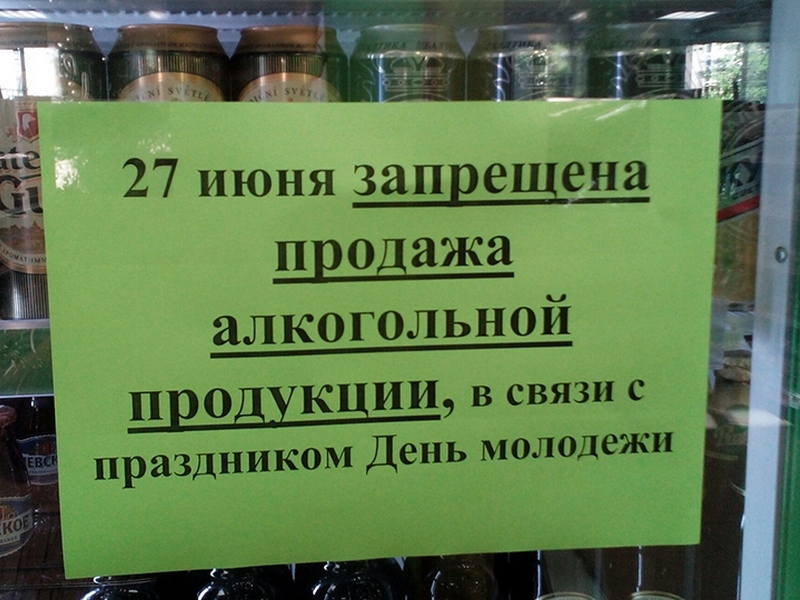 27 июня запрещена
продажа
алкогольной
продукции, в связи с
праздником День молодежи